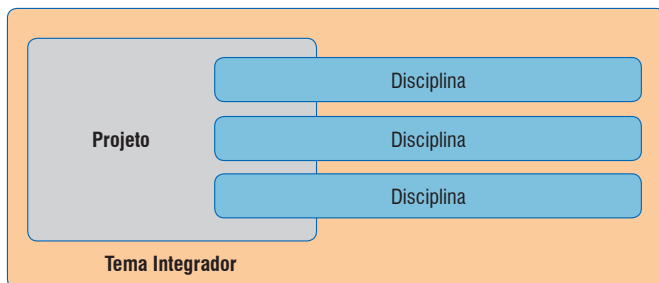 Disciplina
Projeto
Disciplina
Disciplina
Tema Integrador